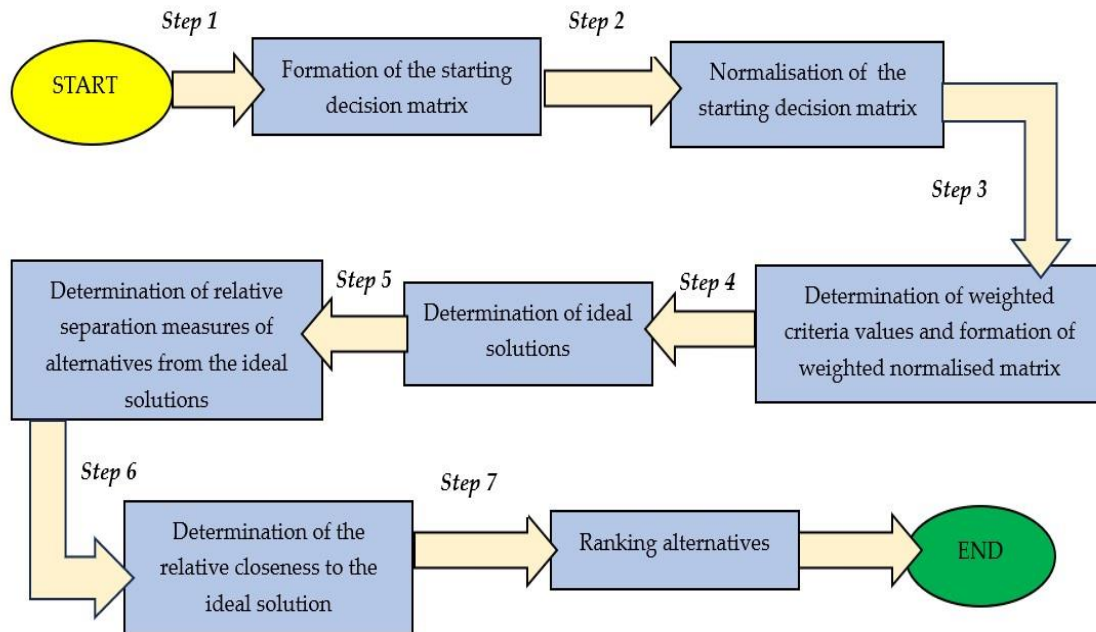 Step 1
START
Formation of the starting
decision matrix
Step 2
Normalisation of the
starting decision matrix
Step 3
Determination of weighted
criteria values and formation of
weighted normalised matrix
Step 4
Determination of ideal
solutions
Step 5
Determination of relative
separation measures of
alternatives from the ideal
solutions
Step 6
Determination of the
relative closeness to the
ideal solution
Step 7
Ranking alternatives
END